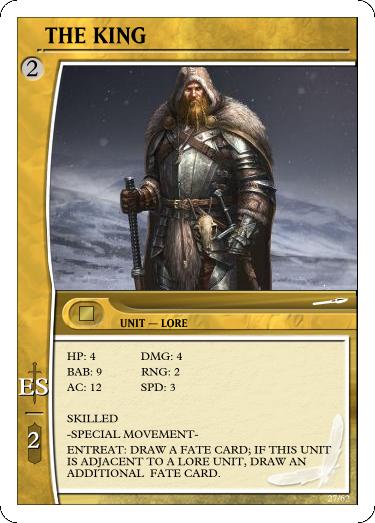 THE KING
2
UNIT — LORE
HP: 4 DMG: 4
BAB: 9 RNG: 2
AC: 12 SPD: 3
ES
2
SKILLED
-SPECIAL MOVEMENT-
ENTREAT: DRAW A FATE CARD; IF THIS UNIT
IS ADJACENT TO A LORE UNIT, DRAW AN
ADDITIONAL FATE CARD.
27/62